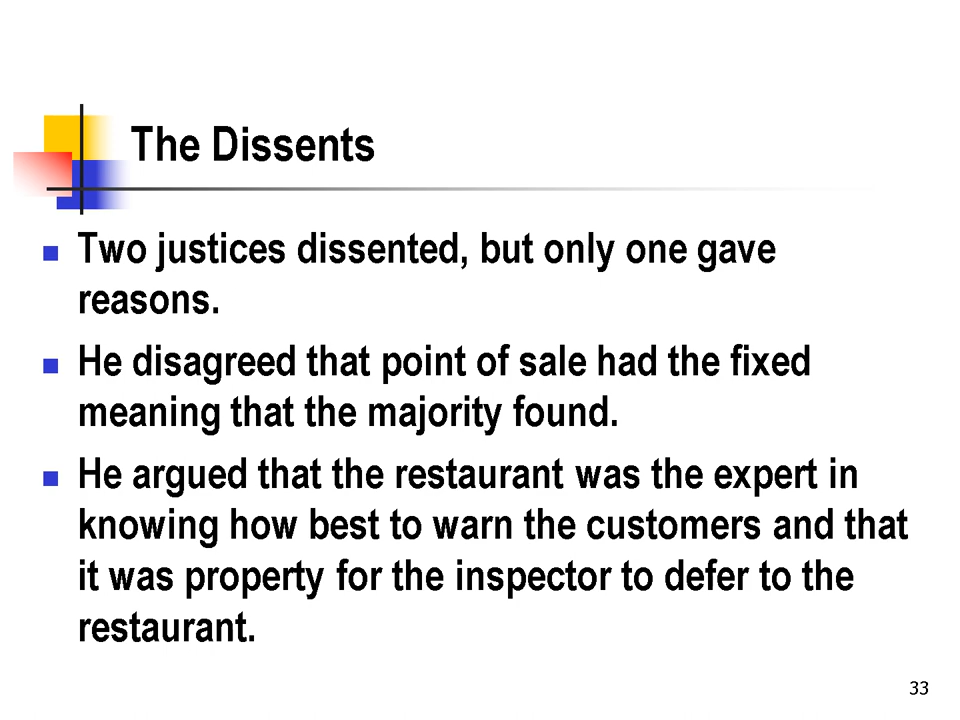 The Dissents
Two justices dissented, but only one gave
reasons.
He disagreed that point of sale had the fixed
meaning that the majority found.
He argued that the restaurant was the expert in
knowing how best to warn the customers and that
it was property for the inspector to defer to the
restaurant.
33